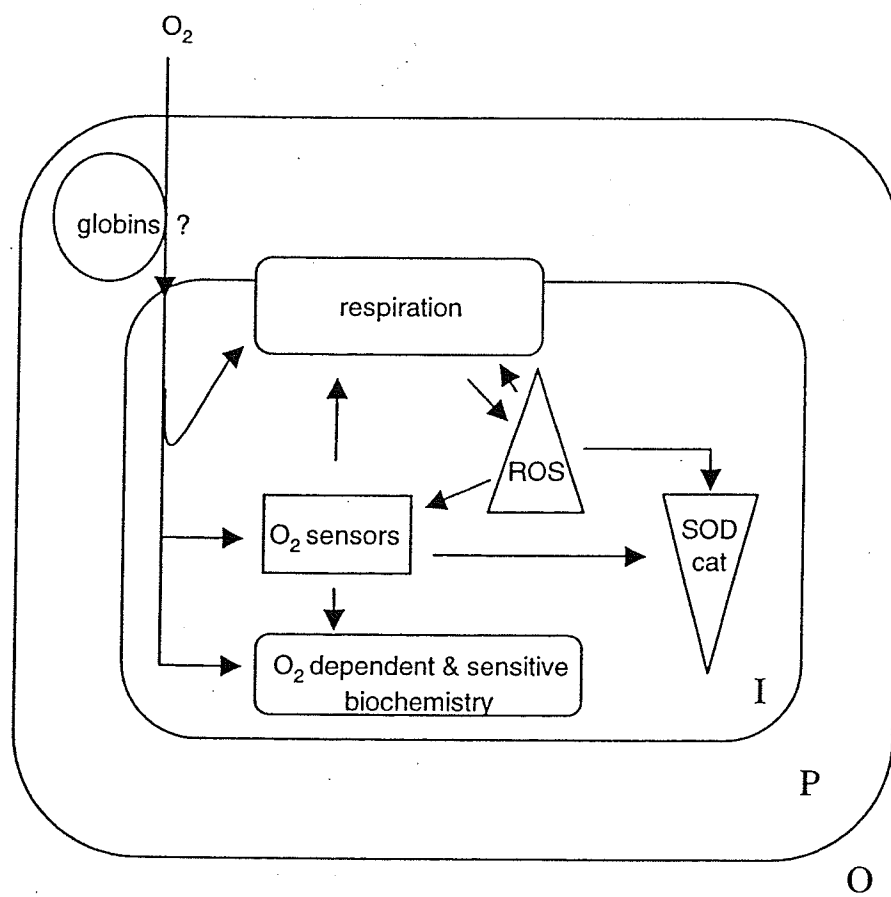 O₂
globins ?
respiration
ROS
O₂ sensors
SOD
cat
O₂ dependent & sensitive
biochemistry
I
P
O